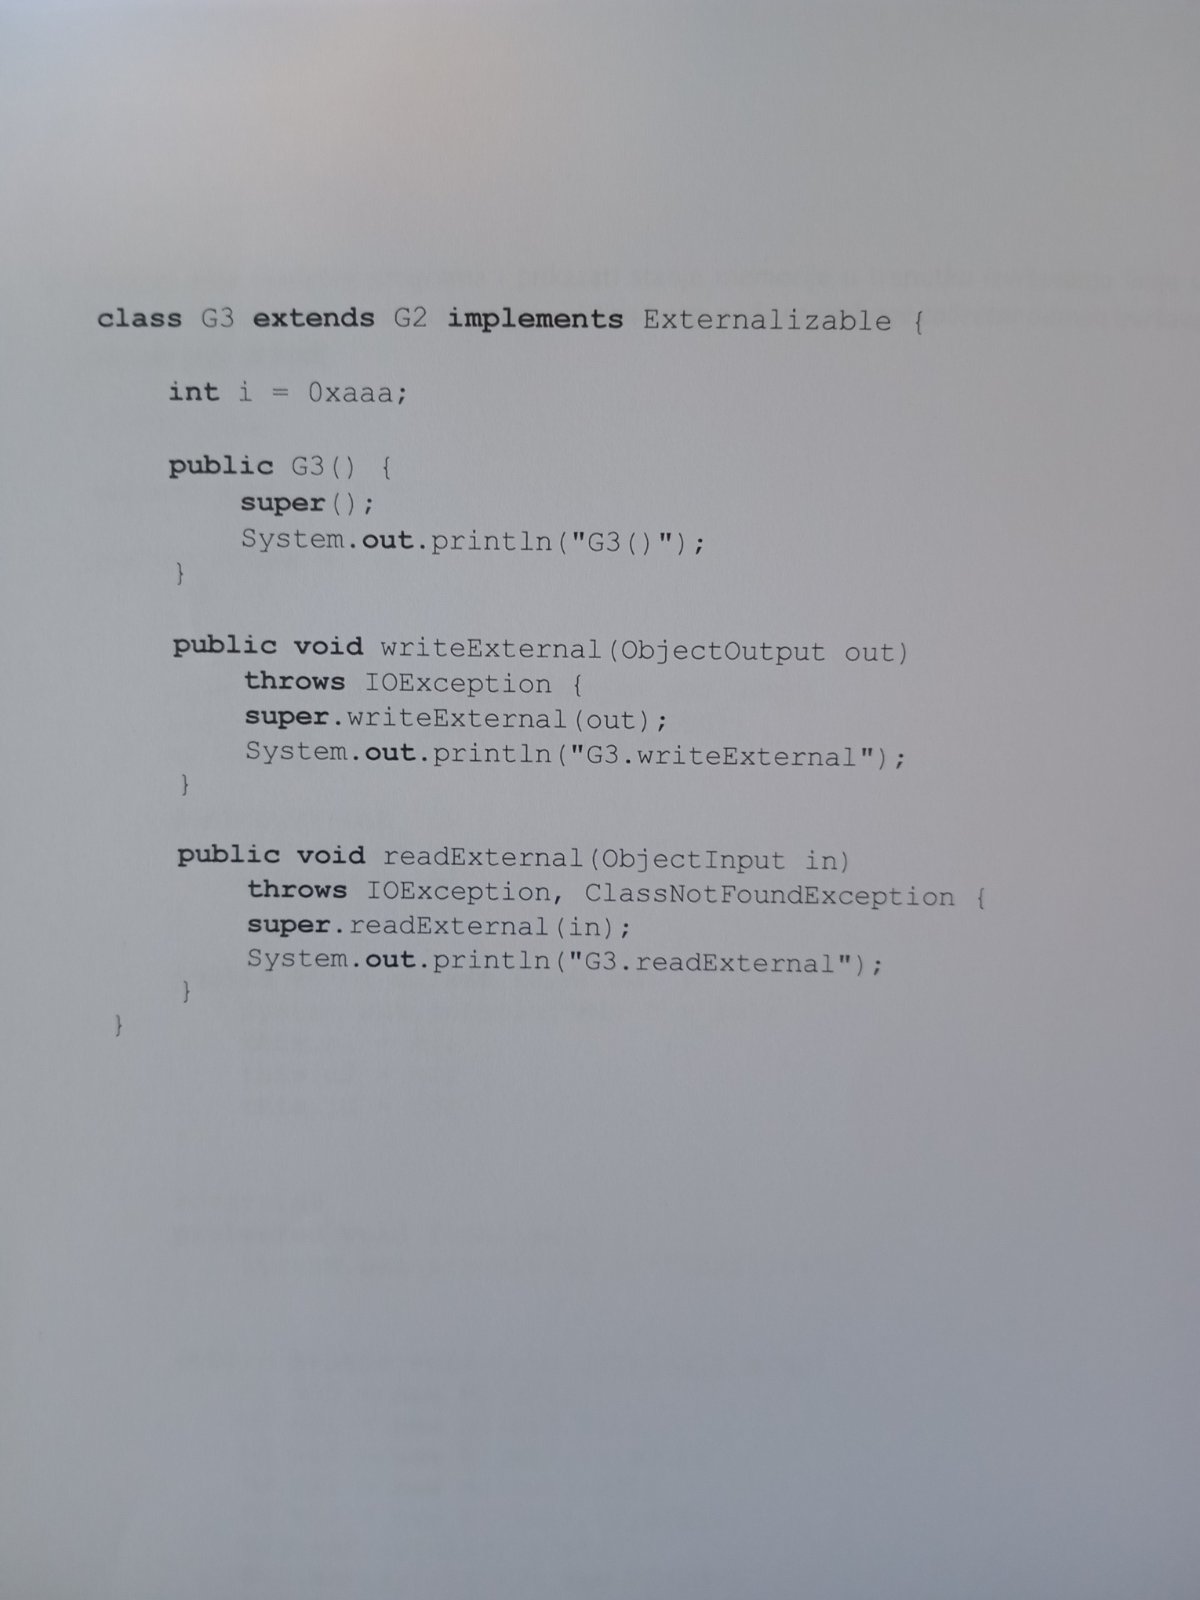 class G3 extends G2 implements Externalizable {
int i = 0xaaa;
public G3() {
super();
System.out.println("G3()");
}
public void writeExternal(ObjectOutput out)
throws IOException {
super.writeExternal(out);
System.out.println("G3.writeExternal");
}
public void readExternal(ObjectInput in)
throws IOException, ClassNotFoundException {
super.readExternal(in);
System.out.println("G3.readExternal");
}
}